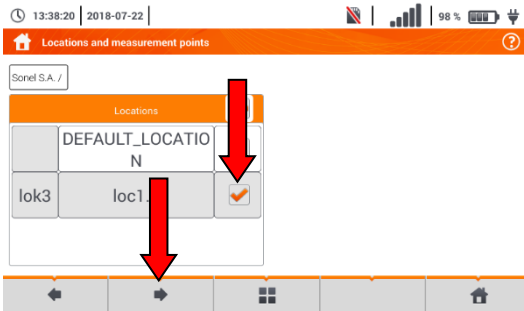 13:38:20 2018-07-22 98 %
Locations and measurement points
Sonel S.A. /
Locations
DEFAULT_LOCATIO
N
lok3 loc1.